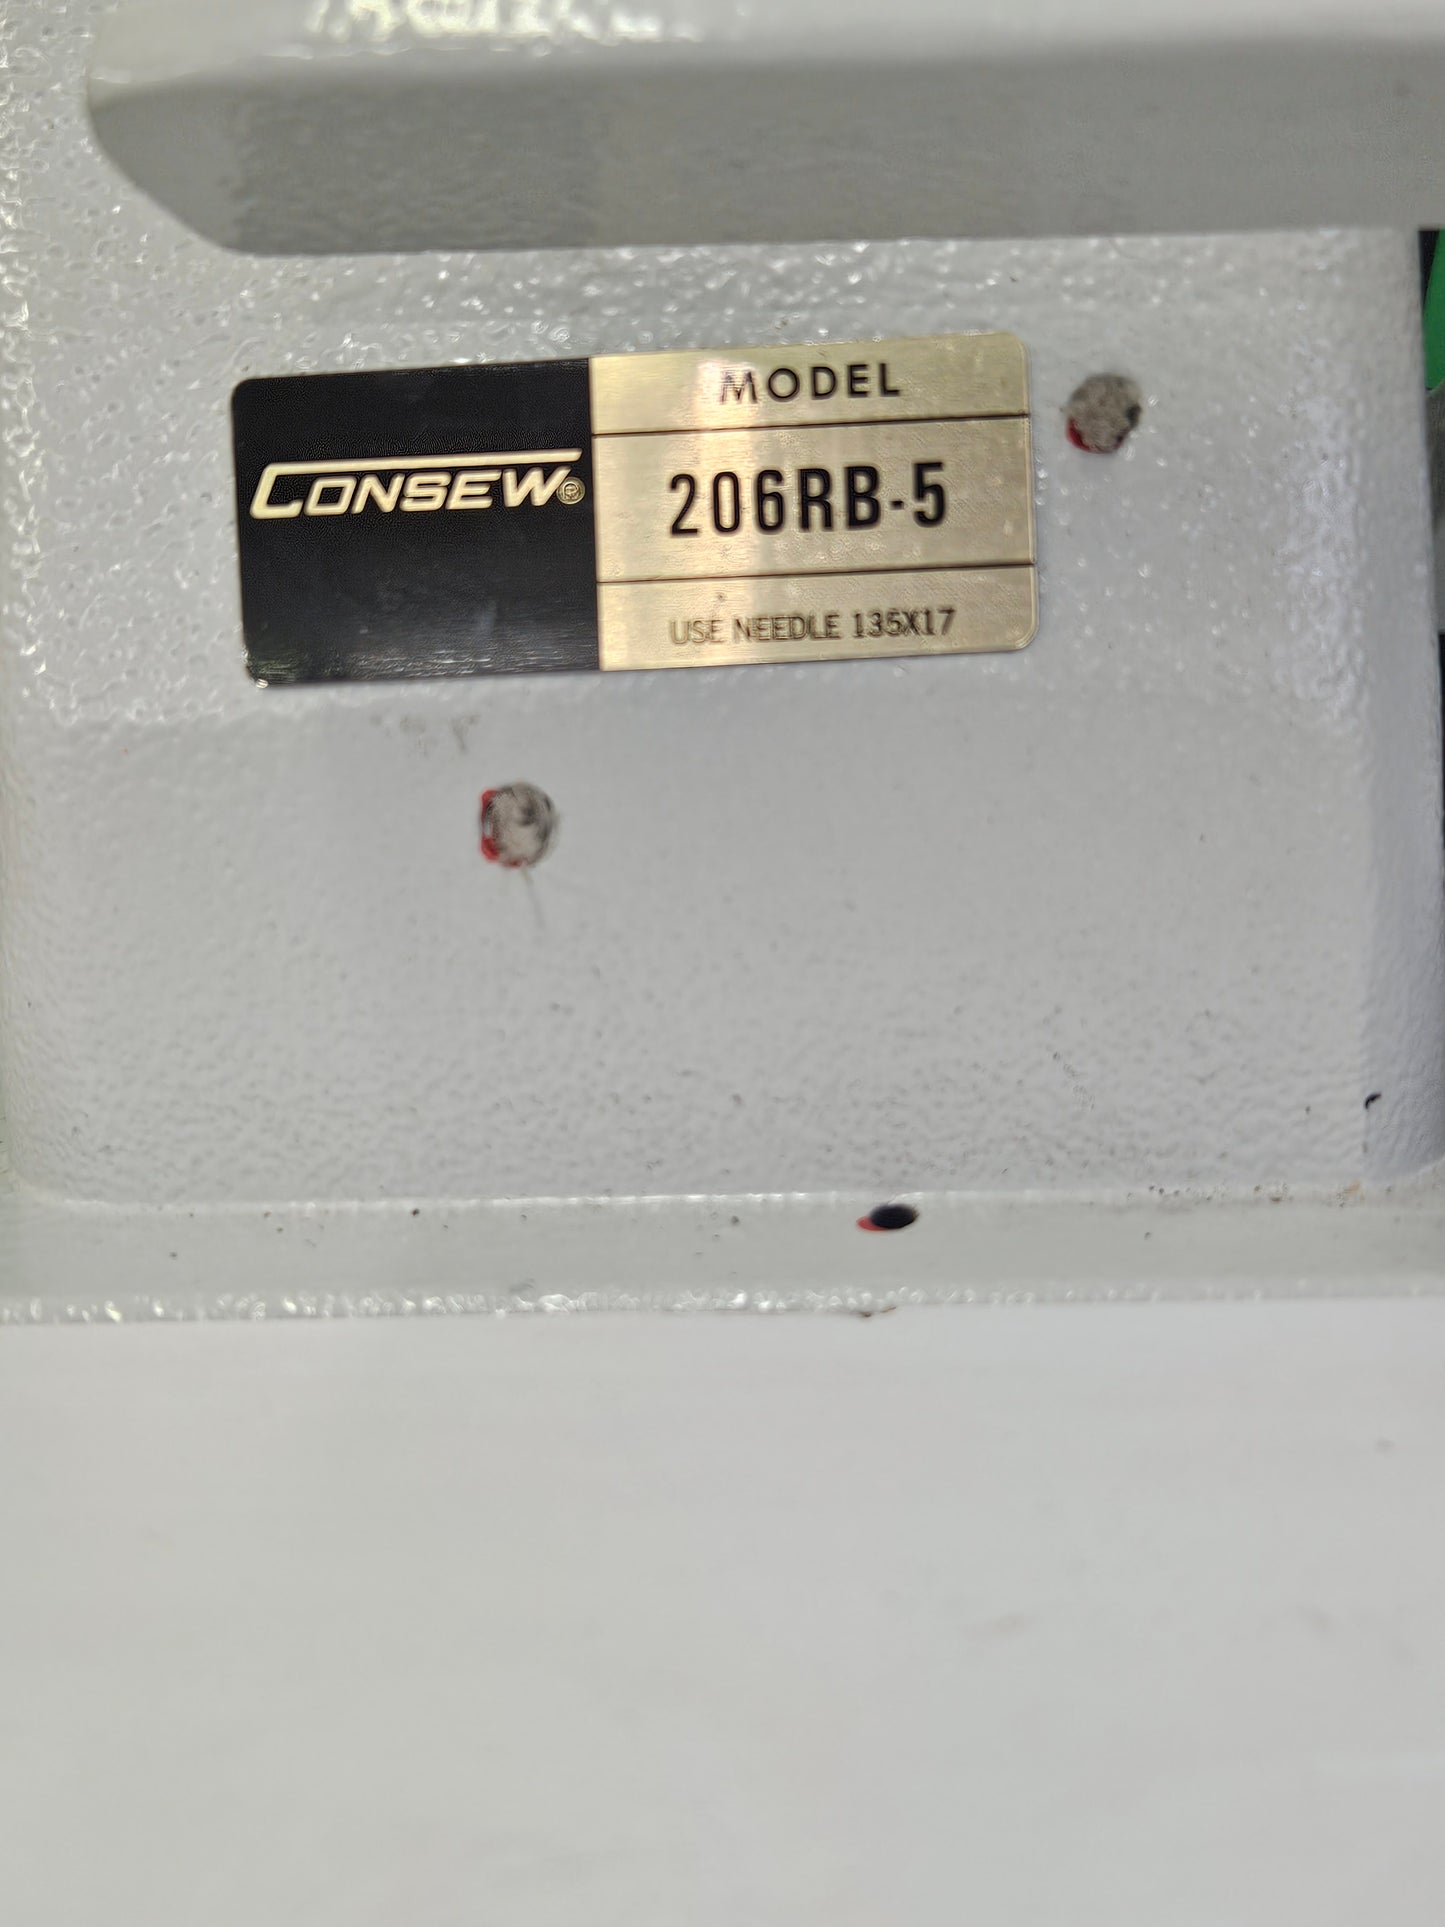 CONSEW®
MODEL
206RB-5
USE NEEDLE 135X17